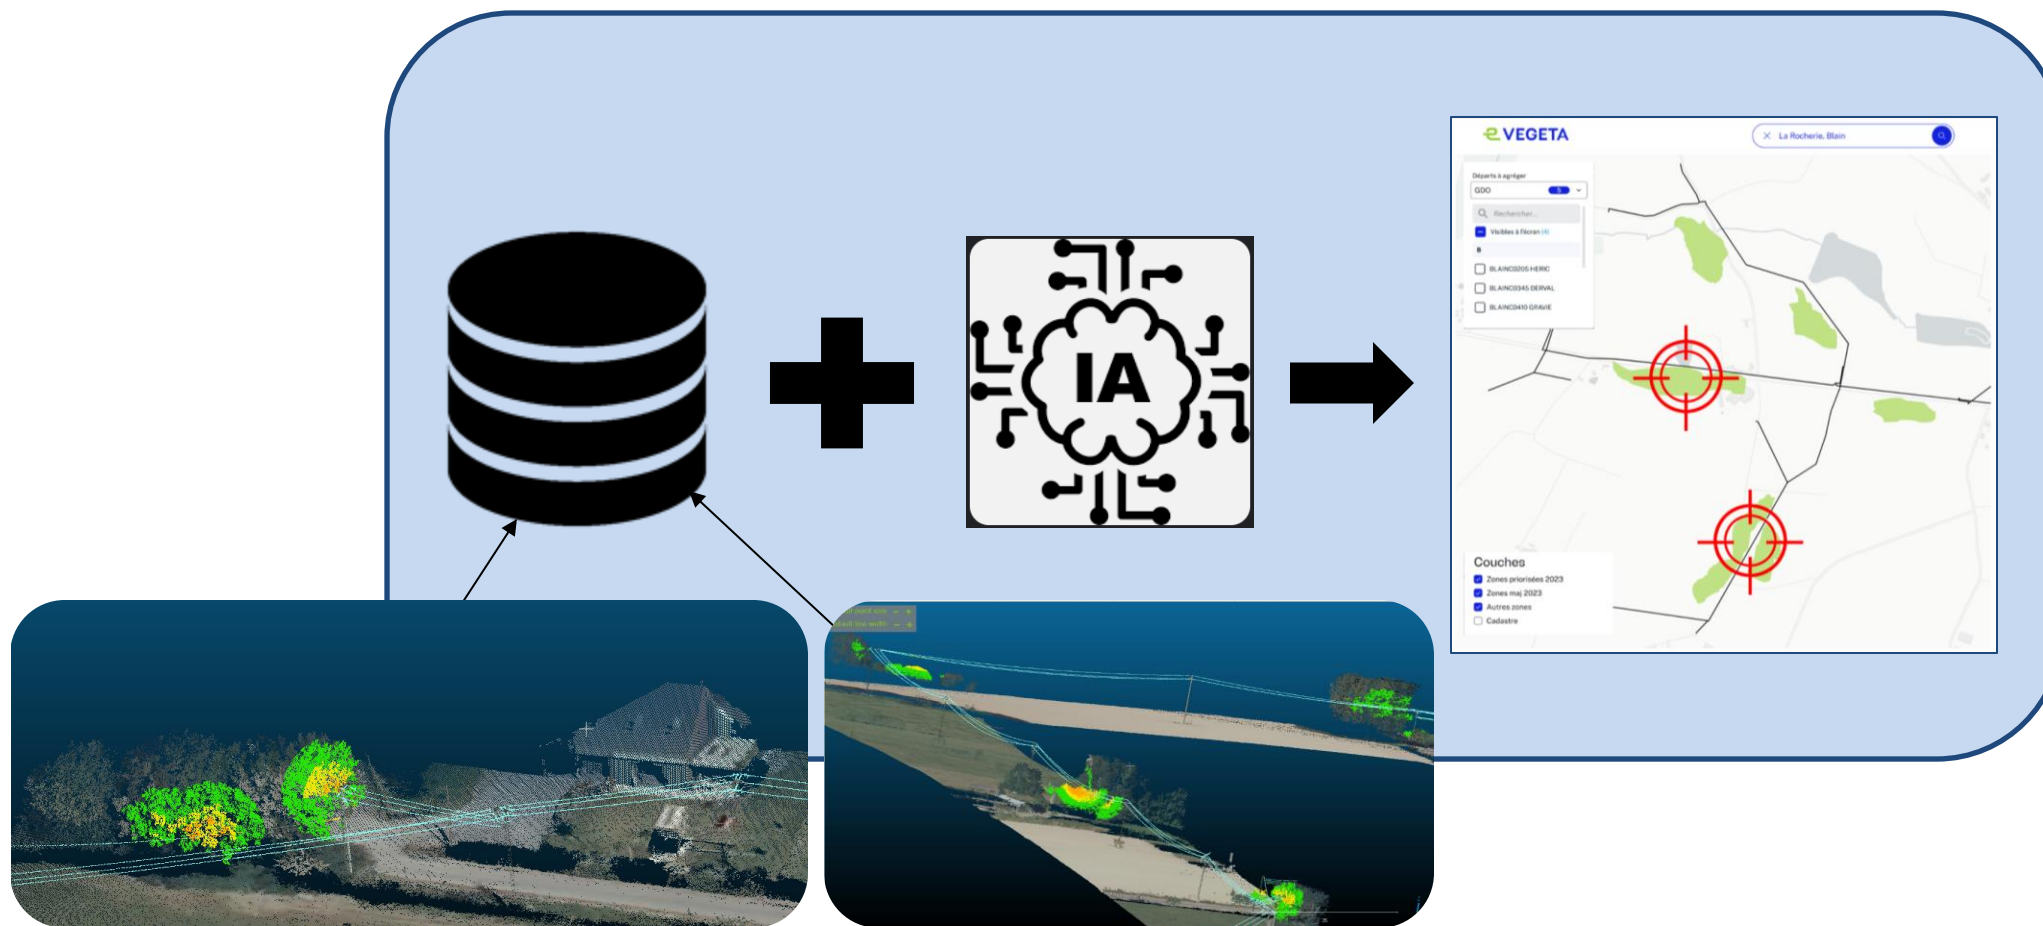 VEGETA
La Rocherie, Blain
Départs à agréger
GDO 5
Rechercher...
Visibles à l'écran (4)
B
BLAINC0205 HERIC
BLAINC0345 DERVAL
BLAINC0410 GRAVIE
IA
Couches
Zones priorisées 2023
Zones maj 2023
Autres zones
Cadastre